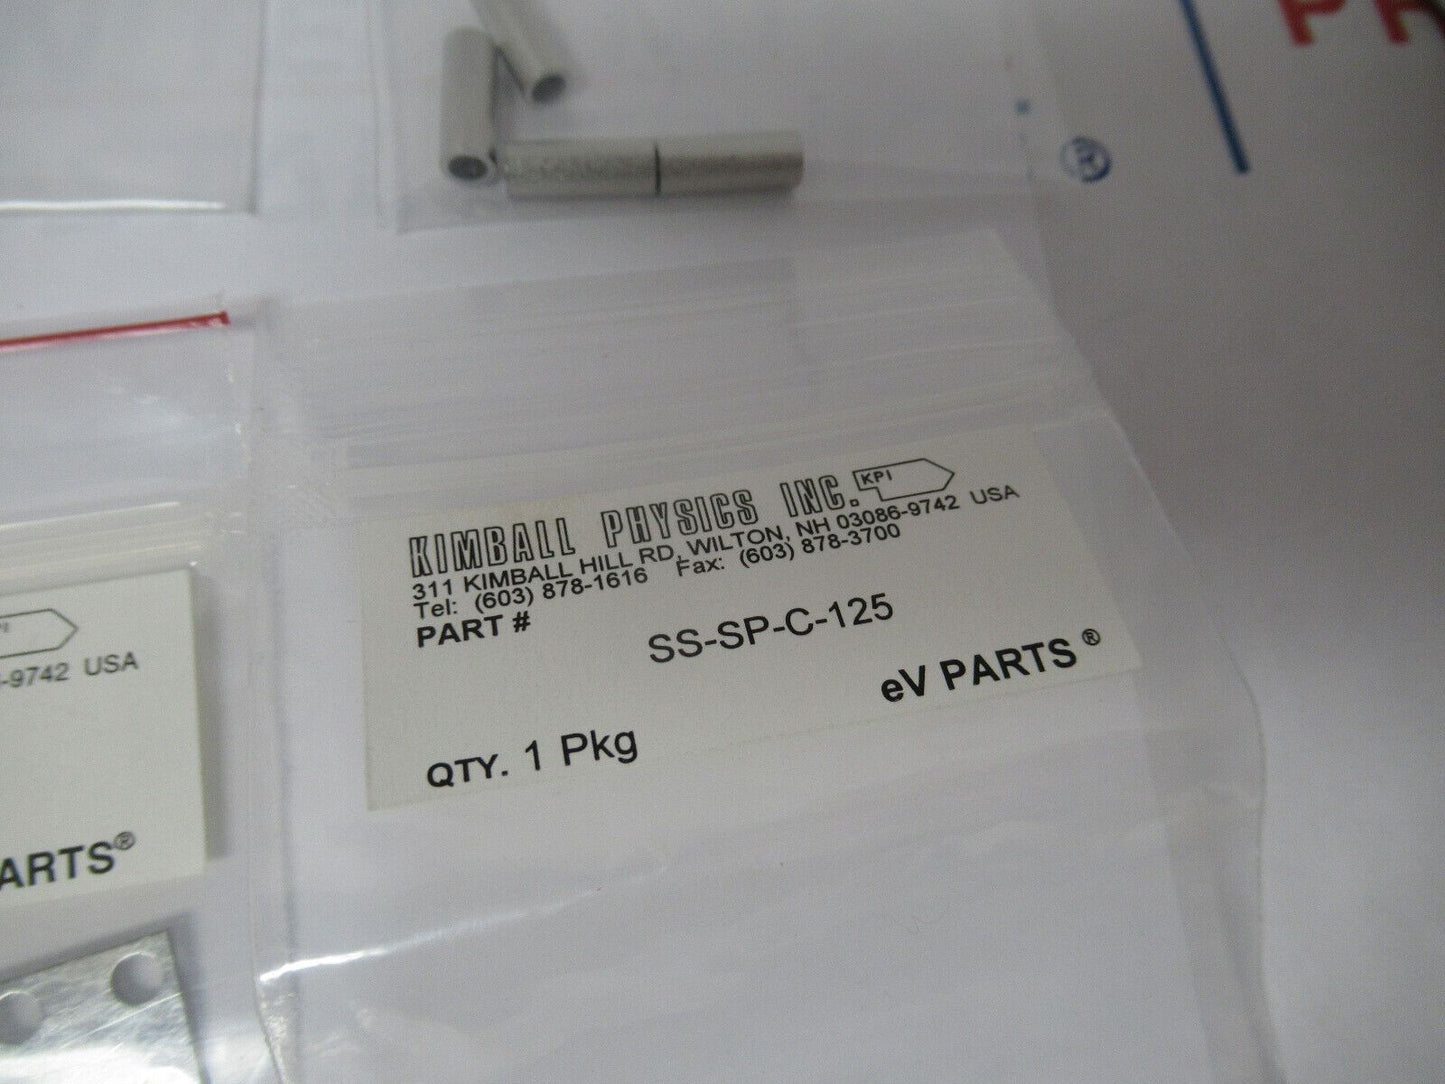 PR
®
KIMBALL PHYSICS INC. KPI
311 KIMBALL HILL RD, WILTON, NH 03086-9742 USA
Tel: (603) 878-1616 Fax: (603) 878-3700
PART #
SS-SP-C-125
eV PARTS ®
QTY. 1 Pkg
-9742 USA
ARTS®